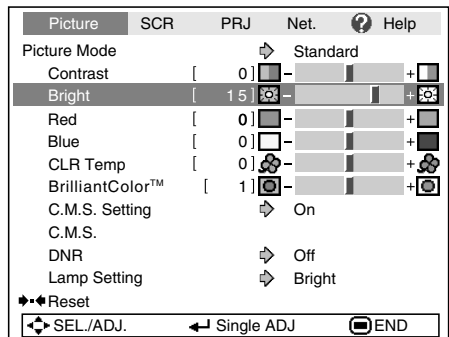 Picture SCR PRJ Net. ? Help
Picture Mode Standard
Contrast [ 0 ] - +
Bright [ 15 ] - +
Red [ 0 ] - +
Blue [ 0 ] - +
CLR Temp [ 0 ] - +
BrilliantColor™ [ 1 ] - +
C.M.S. Setting On
C.M.S.
DNR Off
Lamp Setting Bright
Reset
SEL./ADJ. Single ADJ END